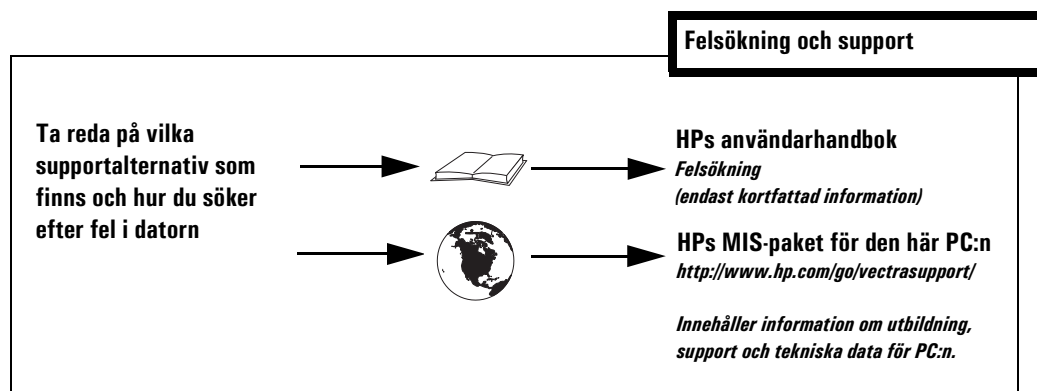 Felsökning och support
Ta reda på vilka
supportalternativ som
finns och hur du söker
efter fel i datorn
HPs användarhandbok
Felsökning
(endast kortfattad information)
HPs MIS-paket för den här PC:n
http://www.hp.com/go/vectrasupport/
Innehåller information om utbildning,
support och tekniska data för PC:n.